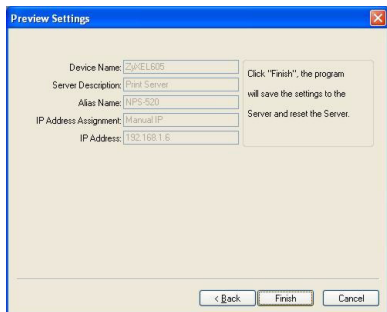 Preview Settings
Device Name: ZyXEL605
Server Description: Print Server
Alias Name: NPS-520
IP Address Assignment: Manual IP
IP Address: 192.168.1.6
Click "Finish", the program
will save the settings to the
Server and reset the Server.
< Back
Finish
Cancel